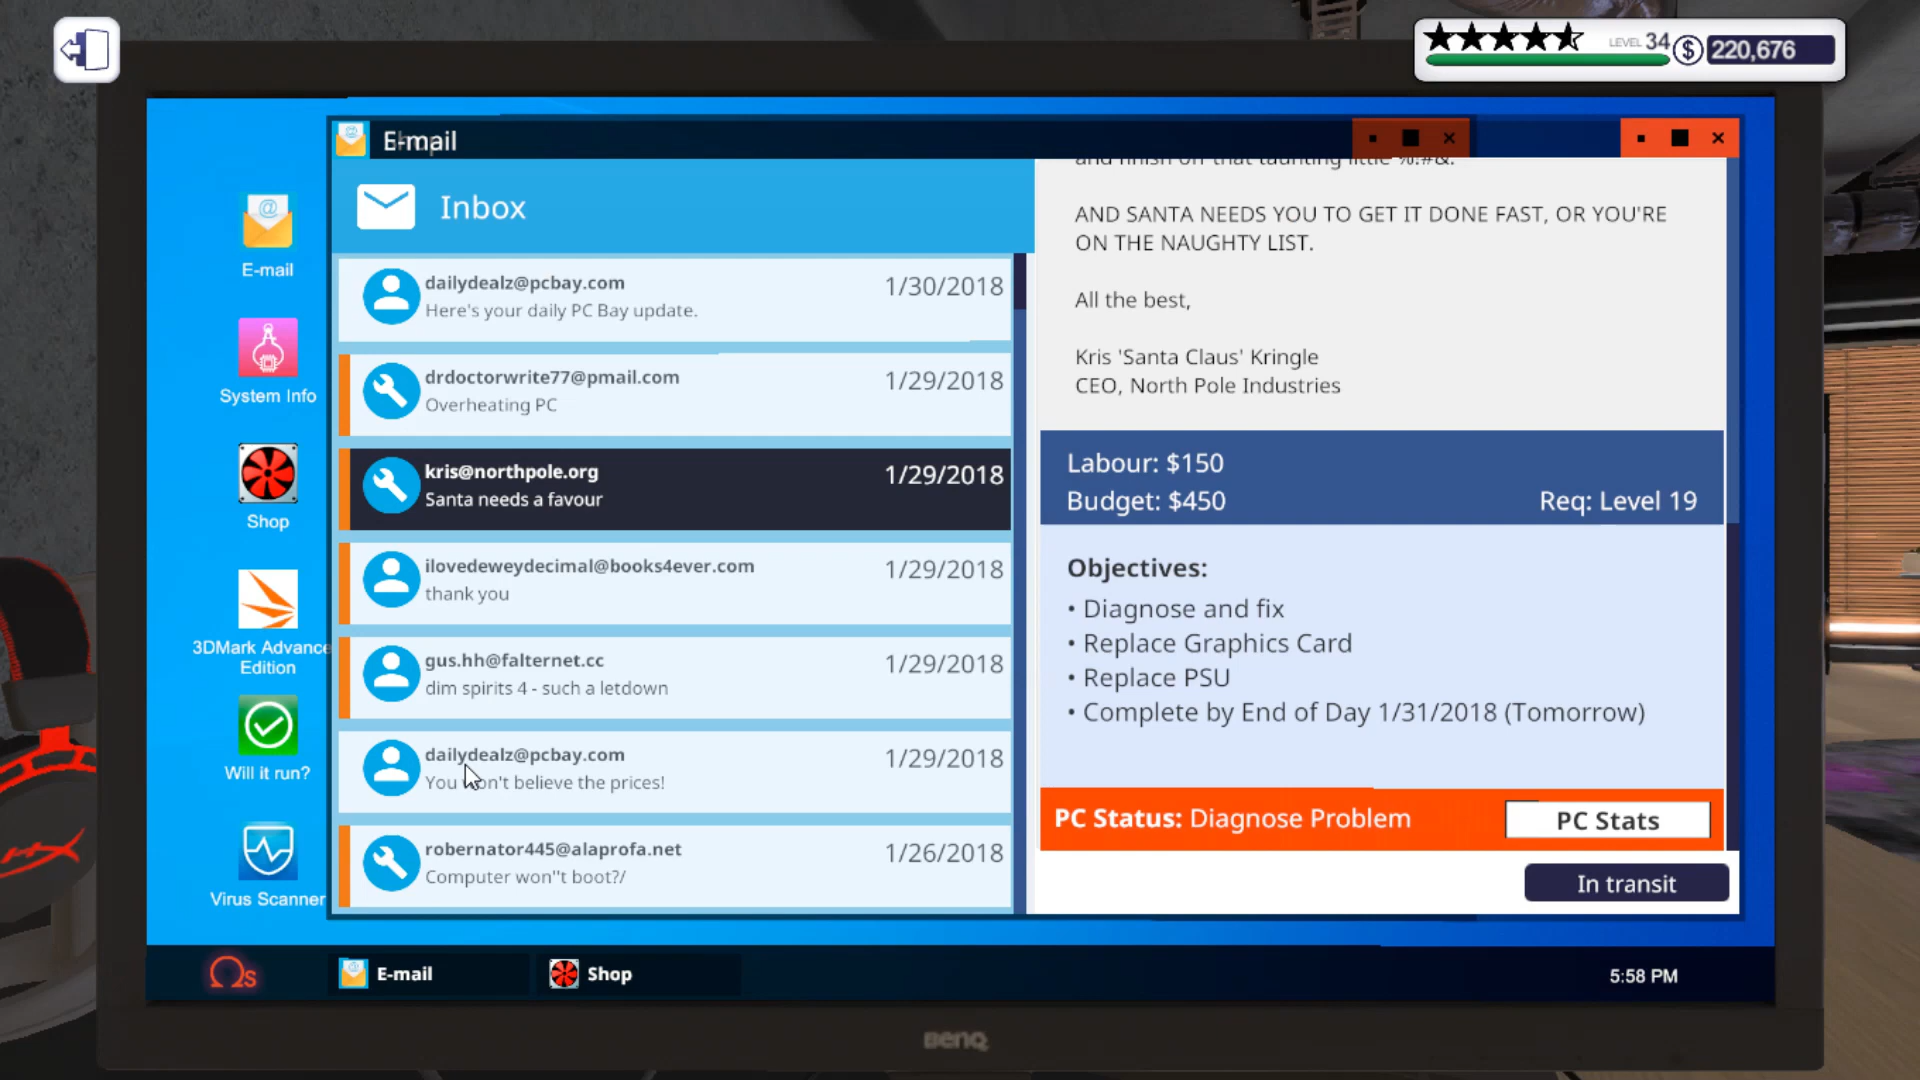 LEVEL 34
$ 220,676
E-mail
Inbox
dailydealz@pcbay.com
1/30/2018
Here's your daily PC Bay update.
drdoctorwrite77@pmail.com
1/29/2018
Overheating PC
kris@northpole.org
1/29/2018
Santa needs a favour
ilovedeweydecimal@books4ever.com
1/29/2018
thank you
gus.hh@falternet.cc
1/29/2018
dim spirits 4 - such a letdown
dailydealz@pcbay.com
1/29/2018
You won't believe the prices!
robernator445@alaprofa.net
1/26/2018
Computer won''t boot?/
and finish off that taunting little %!#&.
AND SANTA NEEDS YOU TO GET IT DONE FAST, OR YOU'RE
ON THE NAUGHTY LIST.
All the best,
Kris 'Santa Claus' Kringle
CEO, North Pole Industries
Labour: $150
Budget: $450
Req: Level 19
Objectives:
• Diagnose and fix
• Replace Graphics Card
• Replace PSU
• Complete by End of Day 1/31/2018 (Tomorrow)
PC Status: Diagnose Problem
PC Stats
In transit
E-mail
System Info
Shop
3DMark Advance
Edition
Will it run?
Virus Scanner
Ωs
E-mail
Shop
5:58 PM
BenQ